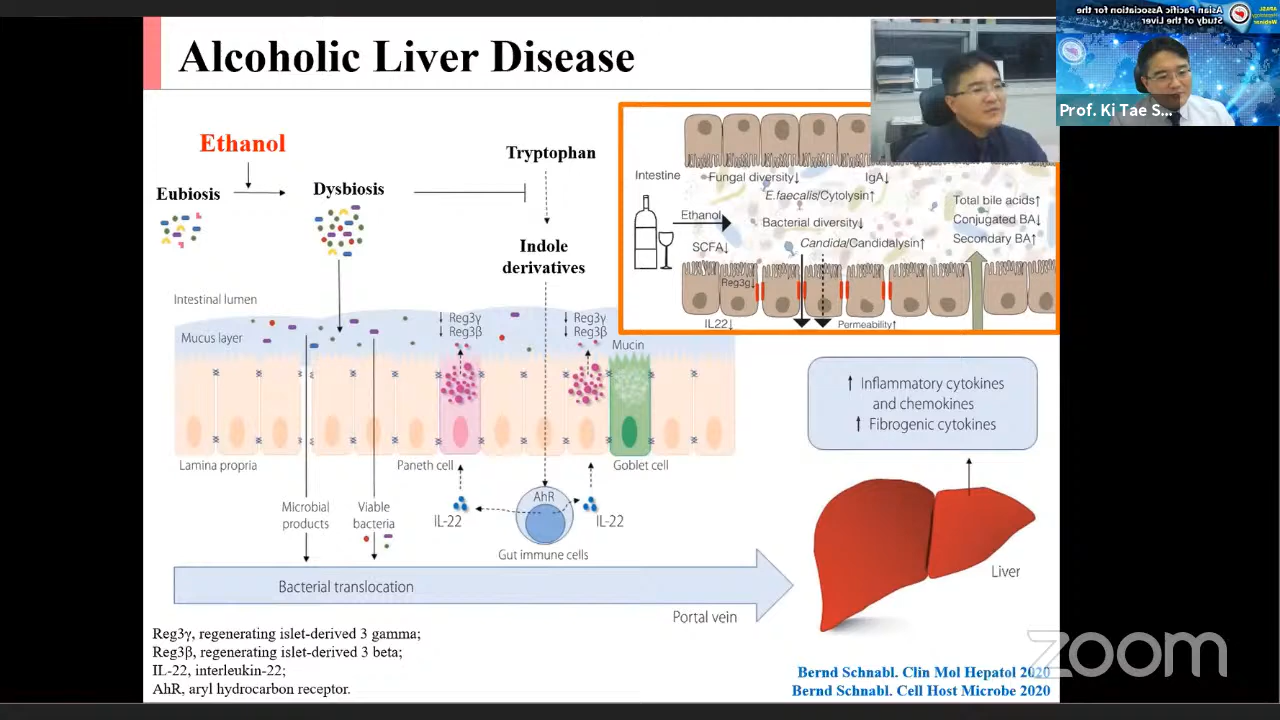 Alcoholic Liver Disease
Asian Pacific Association for the
Study of the Liver
APASL
Webinar
Prof. Ki Tae S...
Ethanol
Eubiosis
Dysbiosis
Tryptophan
Indole
derivatives
Intestine
Fungal diversity↓
IgA↓
E.faecalis/Cytolysin↑
Ethanol
Bacterial diversity↓
SCFA↓
Candida/Candidalysin↑
Total bile acids↑
Conjugated BA↓
Secondary BA↑
Reg3g↓
IL22↓
Permeability↑
Intestinal lumen
Mucus layer
↓ Reg3γ
↓ Reg3β
↓ Reg3γ
↓ Reg3β
Mucin
Lamina propria
Paneth cell
Goblet cell
Microbial
products
Viable
bacteria
IL-22
AhR
IL-22
Gut immune cells
↑ Inflammatory cytokines
and chemokines
↑ Fibrogenic cytokines
Liver
Bacterial translocation
Portal vein
Reg3γ, regenerating islet-derived 3 gamma;
Reg3β, regenerating islet-derived 3 beta;
IL-22, interleukin-22;
AhR, aryl hydrocarbon receptor.
Bernd Schnabl. Clin Mol Hepatol 2020
Bernd Schnabl. Cell Host Microbe 2020
zoom